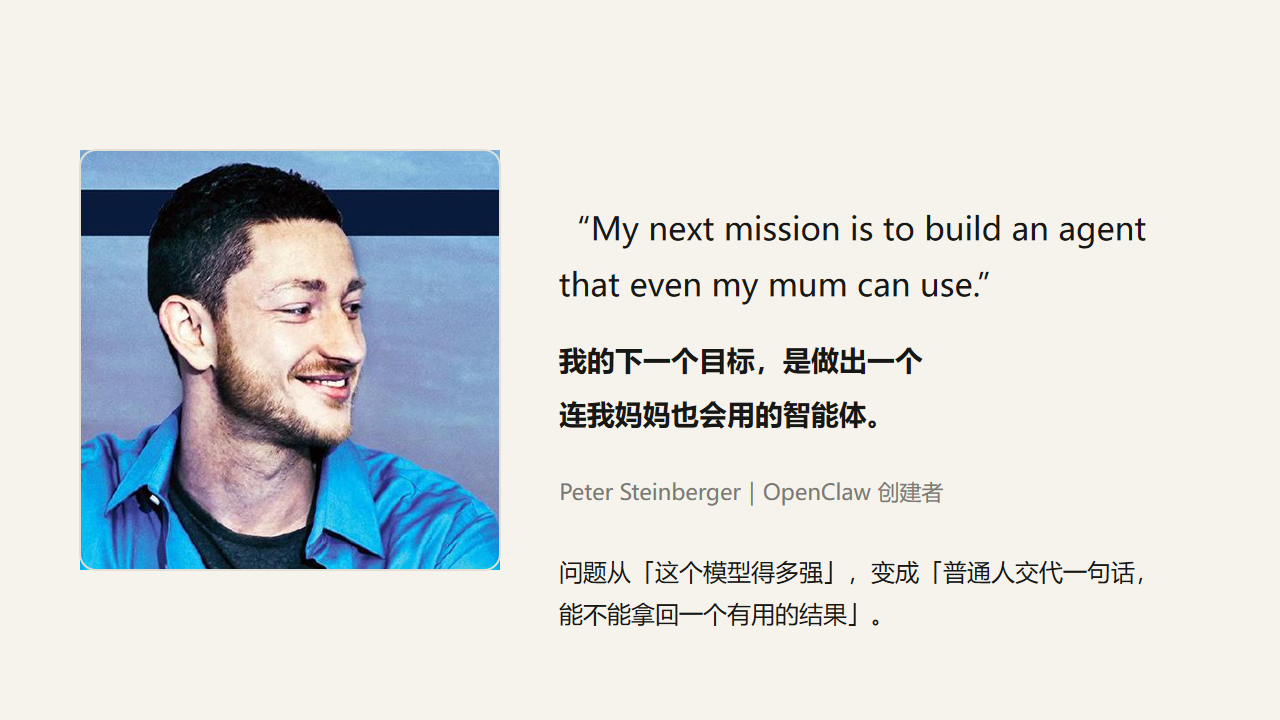 “My next mission is to build an agent
that even my mum can use.”
我的下一个目标，是做出一个
连我妈妈也会用的智能体。
Peter Steinberger | OpenClaw 创建者
问题从「这个模型得多强」，变成「普通人交代一句话，
能不能拿回一个有用的结果」。